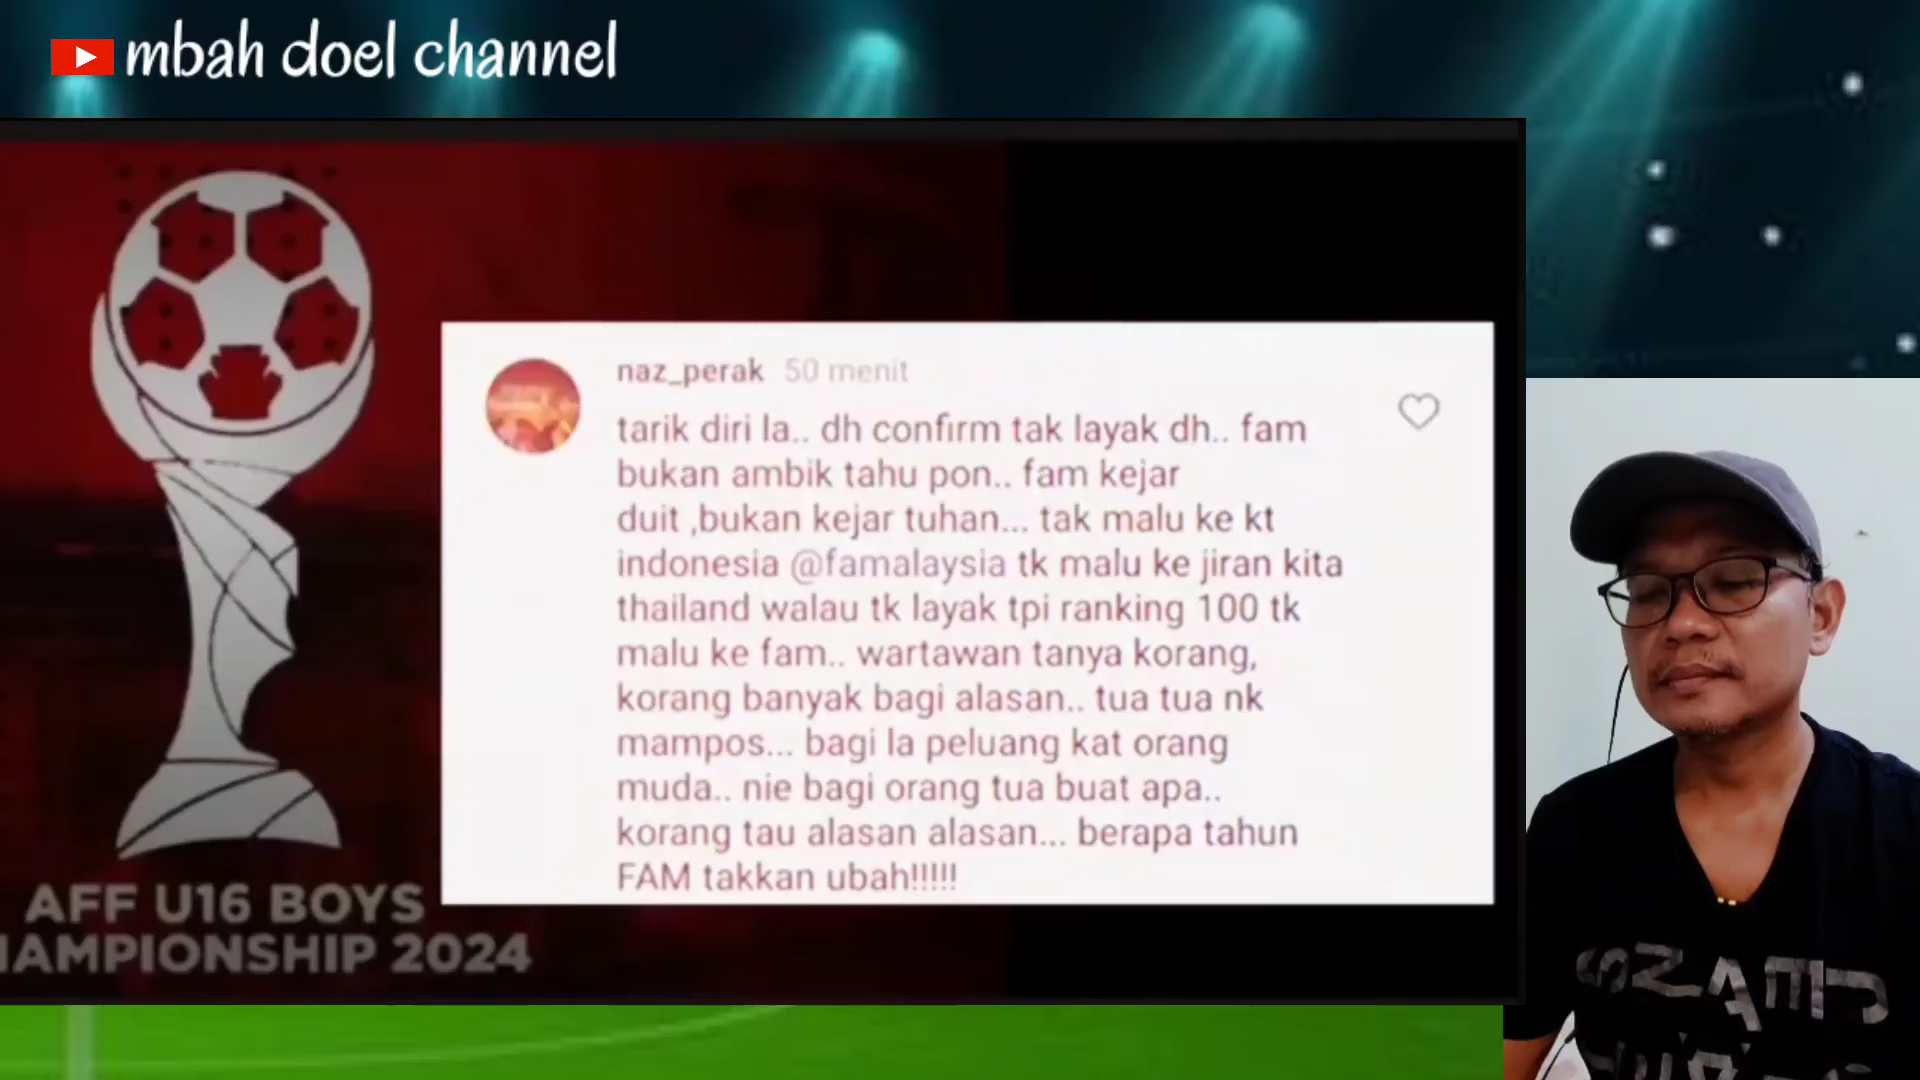 mbah doel channel
naz_perak 50 menit
tarik diri la.. dh confirm tak layak dh.. fam
bukan ambik tahu pon.. fam kejar
duit ,bukan kejar tuhan... tak malu ke kt
indonesia @famalaysia tk malu ke jiran kita
thailand walau tk layak tpi ranking 100 tk
malu ke fam.. wartawan tanya korang,
korang banyak bagi alasan.. tua tua nk
mampos... bagi la peluang kat orang
muda.. nie bagi orang tua buat apa..
korang tau alasan alasan... berapa tahun
FAM takkan ubah!!!!!
AFF U16 BOYS
HAMPIONSHIP 2024